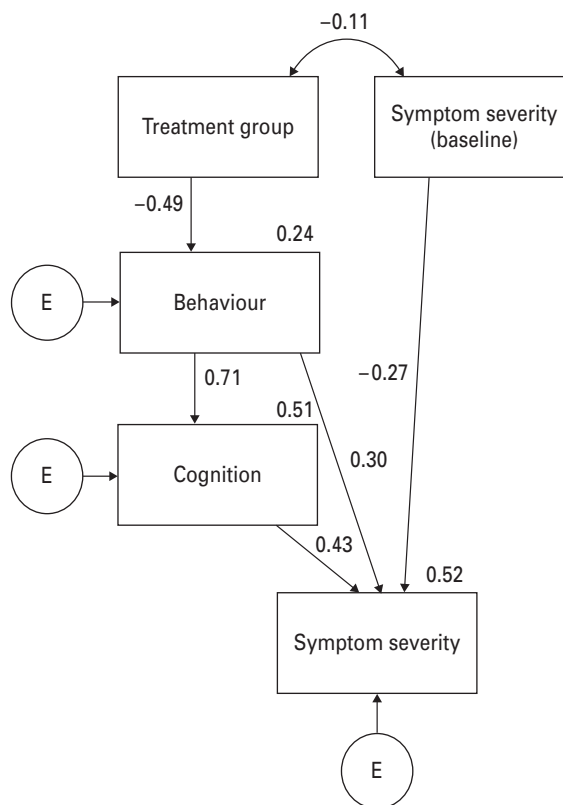 –0.11
Treatment group
Symptom severity
(baseline)
–0.49
0.24
E
Behaviour
0.71
–0.27
0.51
0.30
E
Cognition
0.43
0.52
Symptom severity
E